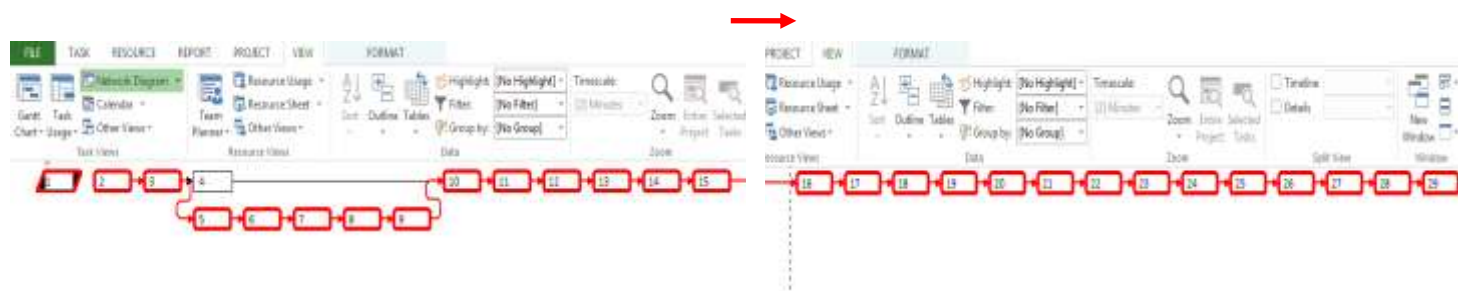 FILE TASK RESOURCE REPORT PROJECT VIEW FORMAT
Network Diagram Resource Usage Highlight: [No Highlight] Timescale:
Calendar Resource Sheet Filter: [No Filter] [2] Minutes
Gantt Chart Task Usage Other Views Team Planner Other Views Sort Outline Tables Group by: [No Group] Zoom Entire Project Selected Tasks
Task Views Resource Views Data Zoom
1 2 3 4 10 11 12 13 14 15
5 6 7 8 9
PROJECT VIEW FORMAT
Resource Usage Highlight: [No Highlight] Timescale: Timeline
Resource Sheet Filter: [No Filter] [2] Minutes Details
Other Views Sort Outline Tables Group by: [No Group] Zoom Entire Project Selected Tasks New Window
Resource Views Data Zoom Split View Window
16 17 18 19 20 21 22 23 24 25 26 27 28 29